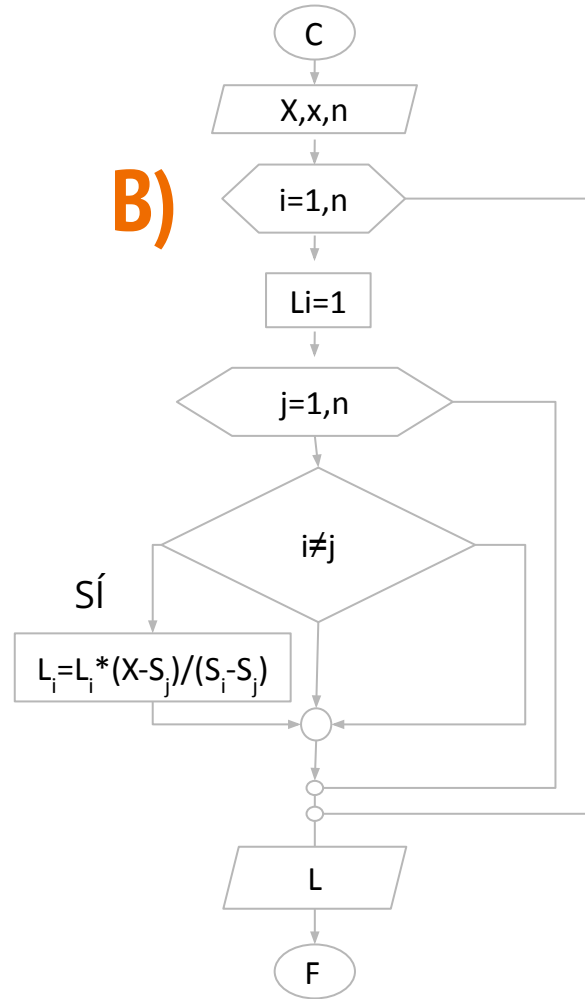 C
X,x,n
B)
i=1,n
Li=1
j=1,n
i≠j
SÍ
Lᵢ=Lᵢ*(X-Sⱼ)/(Sᵢ-Sⱼ)
L
F